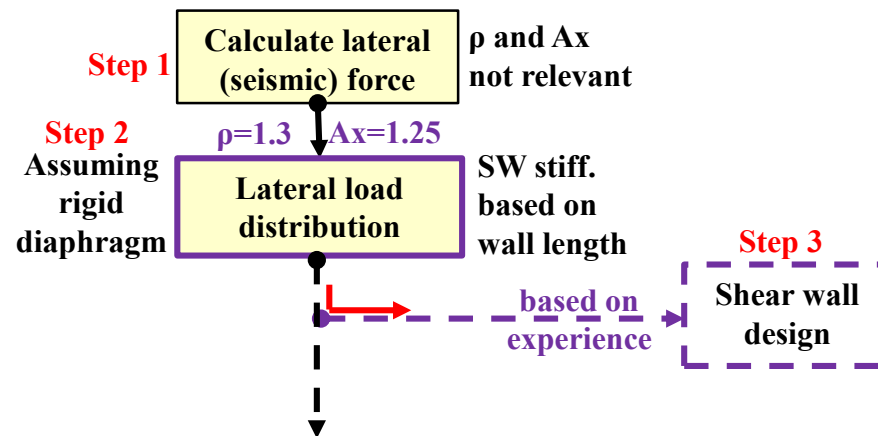 Step 1
Calculate lateral
(seismic) force
ρ and Ax
not relevant
Step 2
ρ=1.3
Ax=1.25
Assuming
rigid
diaphragm
Lateral load
distribution
SW stiff.
based on
wall length
Step 3
based on
experience
Shear wall
design